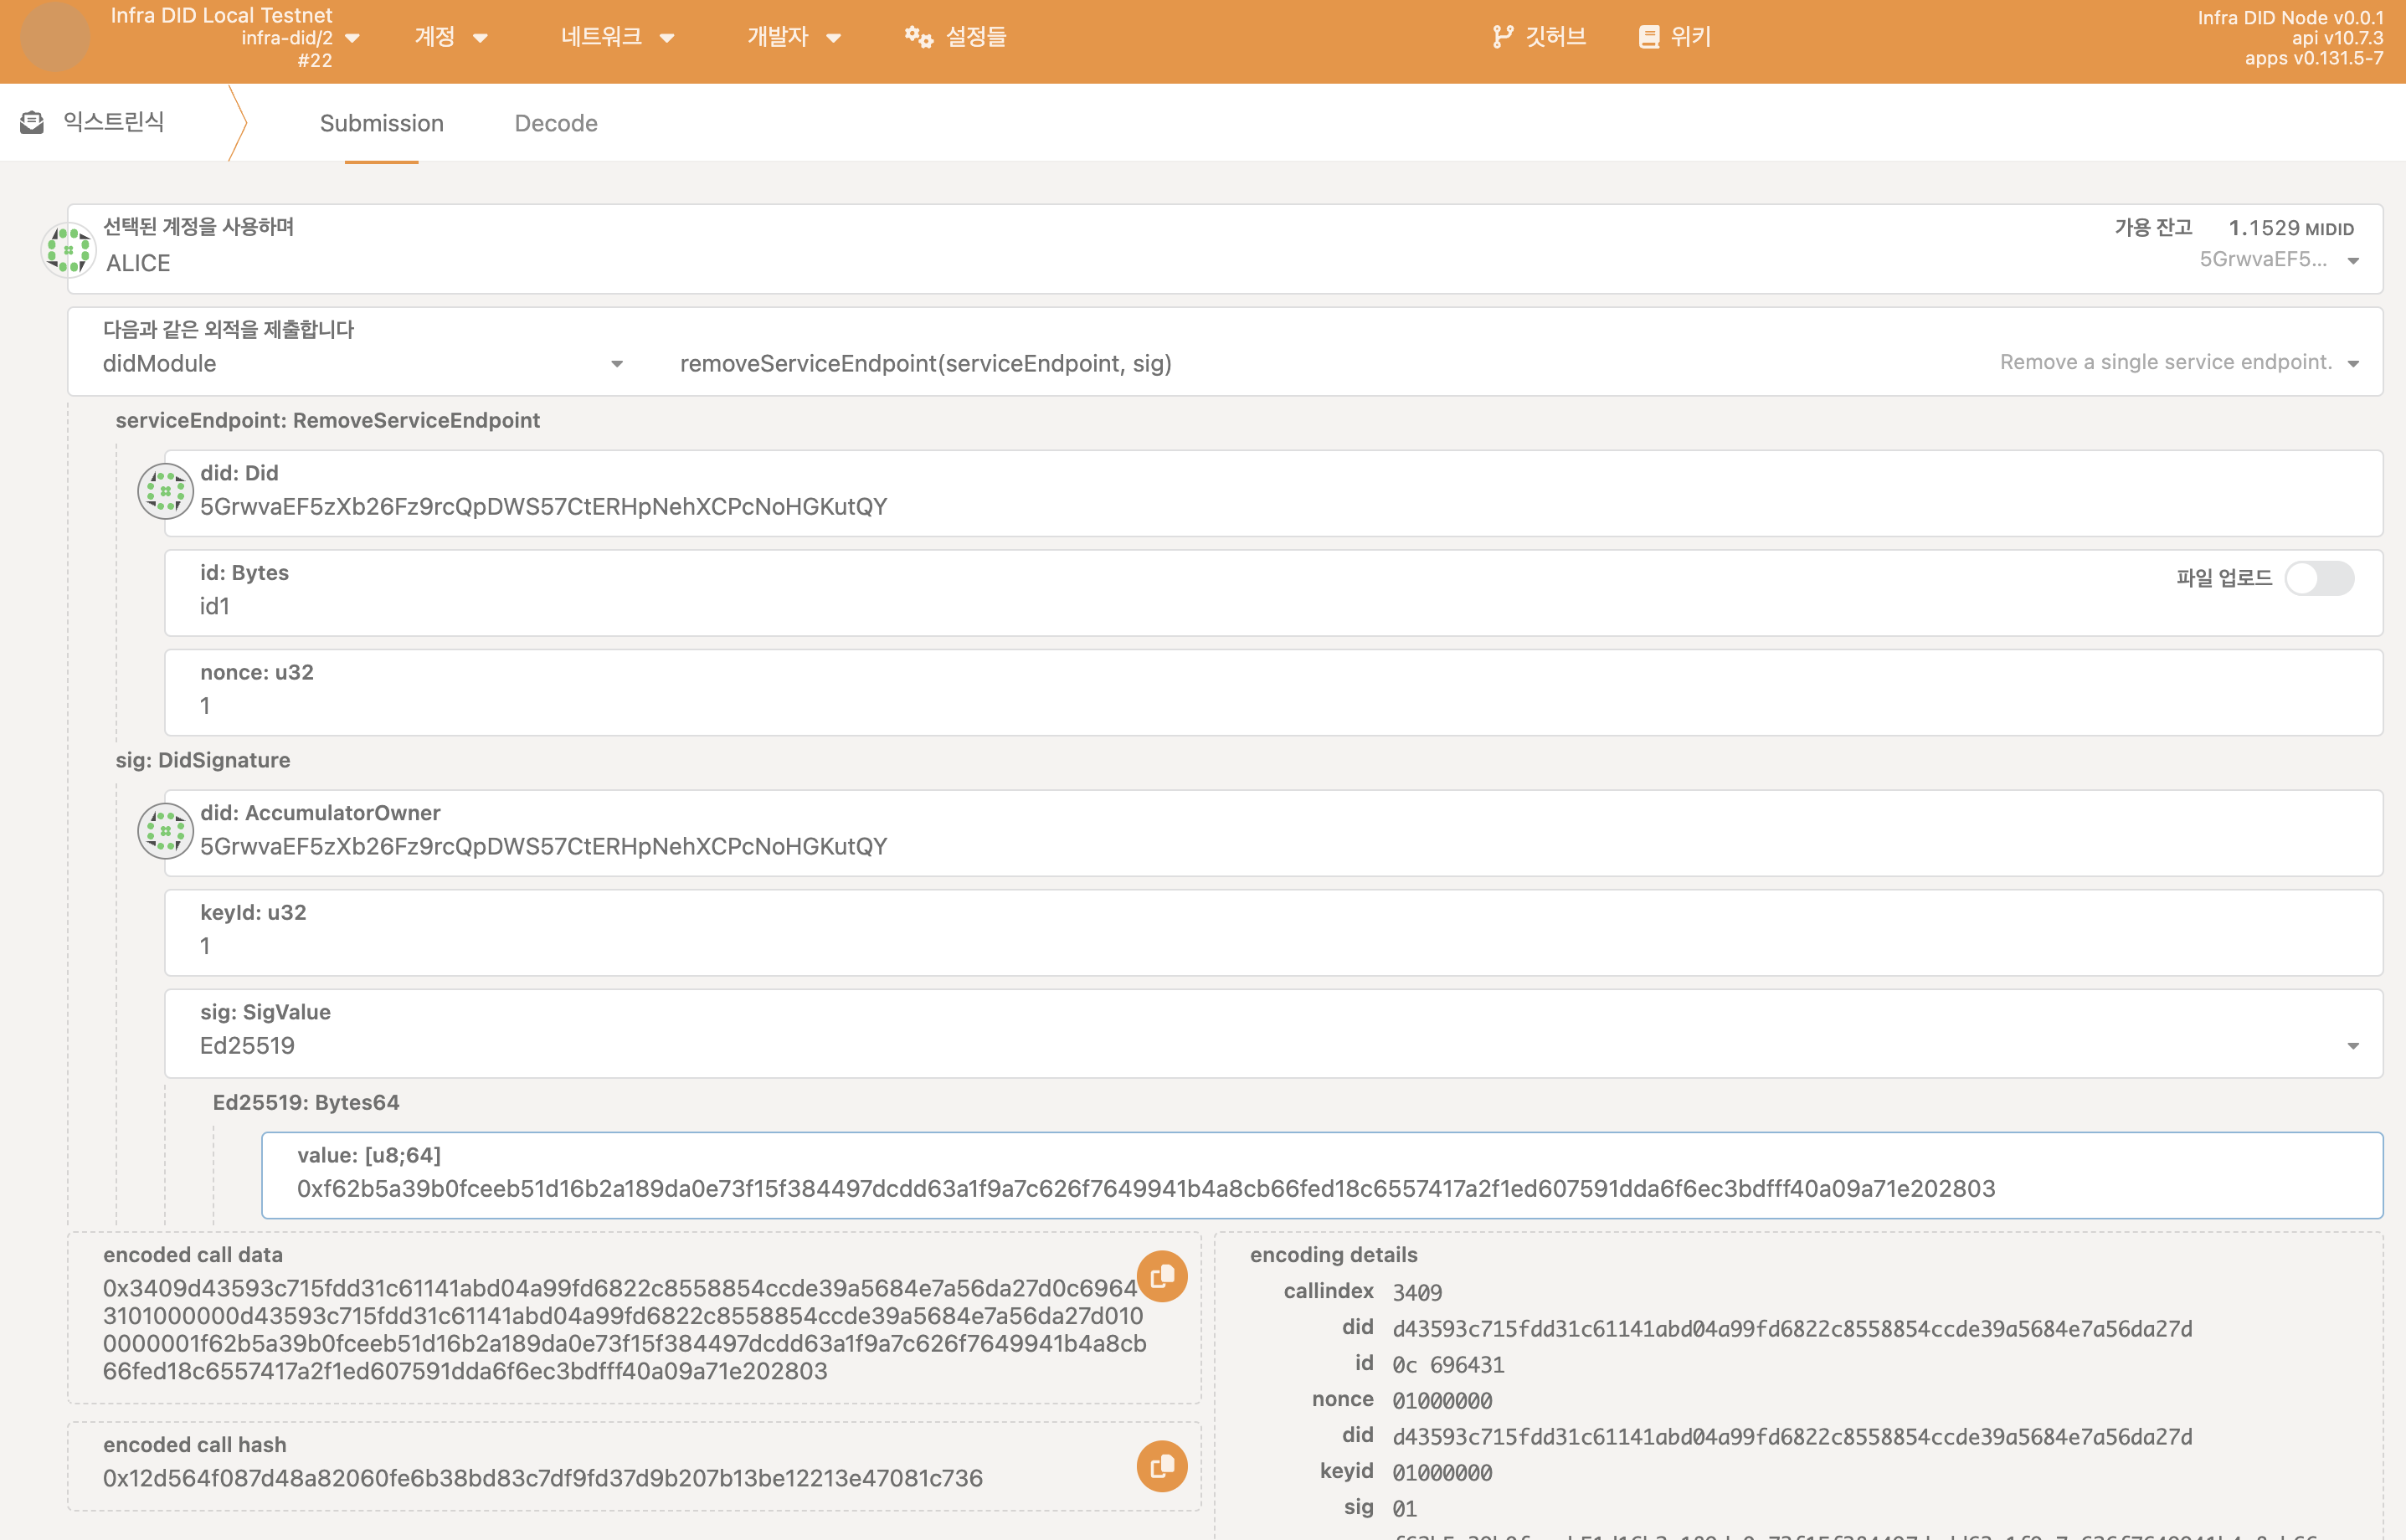 Infra DID Local Testnet
infra-did/2
#22
계정
네트워크
개발자
설정들
깃허브
위키
Infra DID Node v0.0.1
api v10.7.3
apps v0.131.5-7
익스트린식
Submission
Decode
선택된 계정을 사용하며
ALICE
가용 잔고 1.1529 MIDID
5GrwvaEF5...
다음과 같은 외적을 제출합니다
didModule
removeServiceEndpoint(serviceEndpoint, sig)
Remove a single service endpoint.
serviceEndpoint: RemoveServiceEndpoint
did: Did
5GrwvaEF5zXb26Fz9rcQpDWS57CtERHpNehXCPcNoHGKutQY
id: Bytes
id1
파일 업로드
nonce: u32
1
sig: DidSignature
did: AccumulatorOwner
5GrwvaEF5zXb26Fz9rcQpDWS57CtERHpNehXCPcNoHGKutQY
keyId: u32
1
sig: SigValue
Ed25519
Ed25519: Bytes64
value: [u8;64]
0xf62b5a39b0fceeb51d16b2a189da0e73f15f384497dcdd63a1f9a7c626f7649941b4a8cb66fed18c6557417a2f1ed607591dda6f6ec3bdfff40a09a71e202803
encoded call data
0x3409d43593c715fdd31c61141abd04a99fd6822c8558854ccde39a5684e7a56da27d0c6964
3101000000d43593c715fdd31c61141abd04a99fd6822c8558854ccde39a5684e7a56da27d010
0000001f62b5a39b0fceeb51d16b2a189da0e73f15f384497dcdd63a1f9a7c626f7649941b4a8cb
66fed18c6557417a2f1ed607591dda6f6ec3bdfff40a09a71e202803
encoded call hash
0x12d564f087d48a82060fe6b38bd83c7df9fd37d9b207b13be12213e47081c736
encoding details
callindex 3409
did d43593c715fdd31c61141abd04a99fd6822c8558854ccde39a5684e7a56da27d
id 0c 696431
nonce 01000000
did d43593c715fdd31c61141abd04a99fd6822c8558854ccde39a5684e7a56da27d
keyid 01000000
sig 01